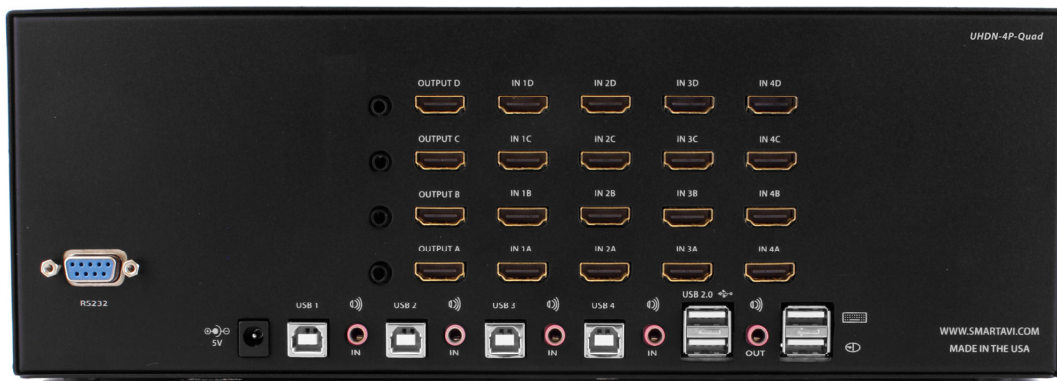 UHDN-4P-Quad
OUTPUT D IN 1D IN 2D IN 3D IN 4D
OUTPUT C IN 1C IN 2C IN 3C IN 4C
OUTPUT B IN 1B IN 2B IN 3B IN 4B
OUTPUT A IN 1A IN 2A IN 3A IN 4A
RS232
USB 1 USB 2 USB 3 USB 4 USB 2.0
5V
IN IN IN IN OUT
WWW.SMARTAVI.COM
MADE IN THE USA